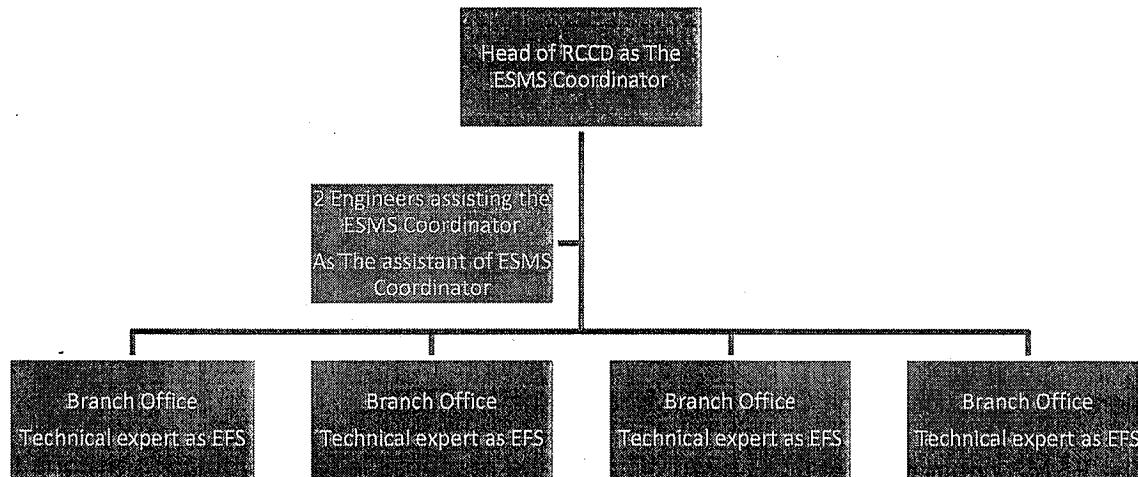 Head of RCCD as The
ESMS Coordinator
2 Engineers assisting the
ESMS Coordinator
As The assistant of ESMS
Coordinator
Branch Office
Technical expert as EFS
Branch Office
Technical expert as EFS
Branch Office
Technical expert as EFS
Branch Office
Technical expert as EFS